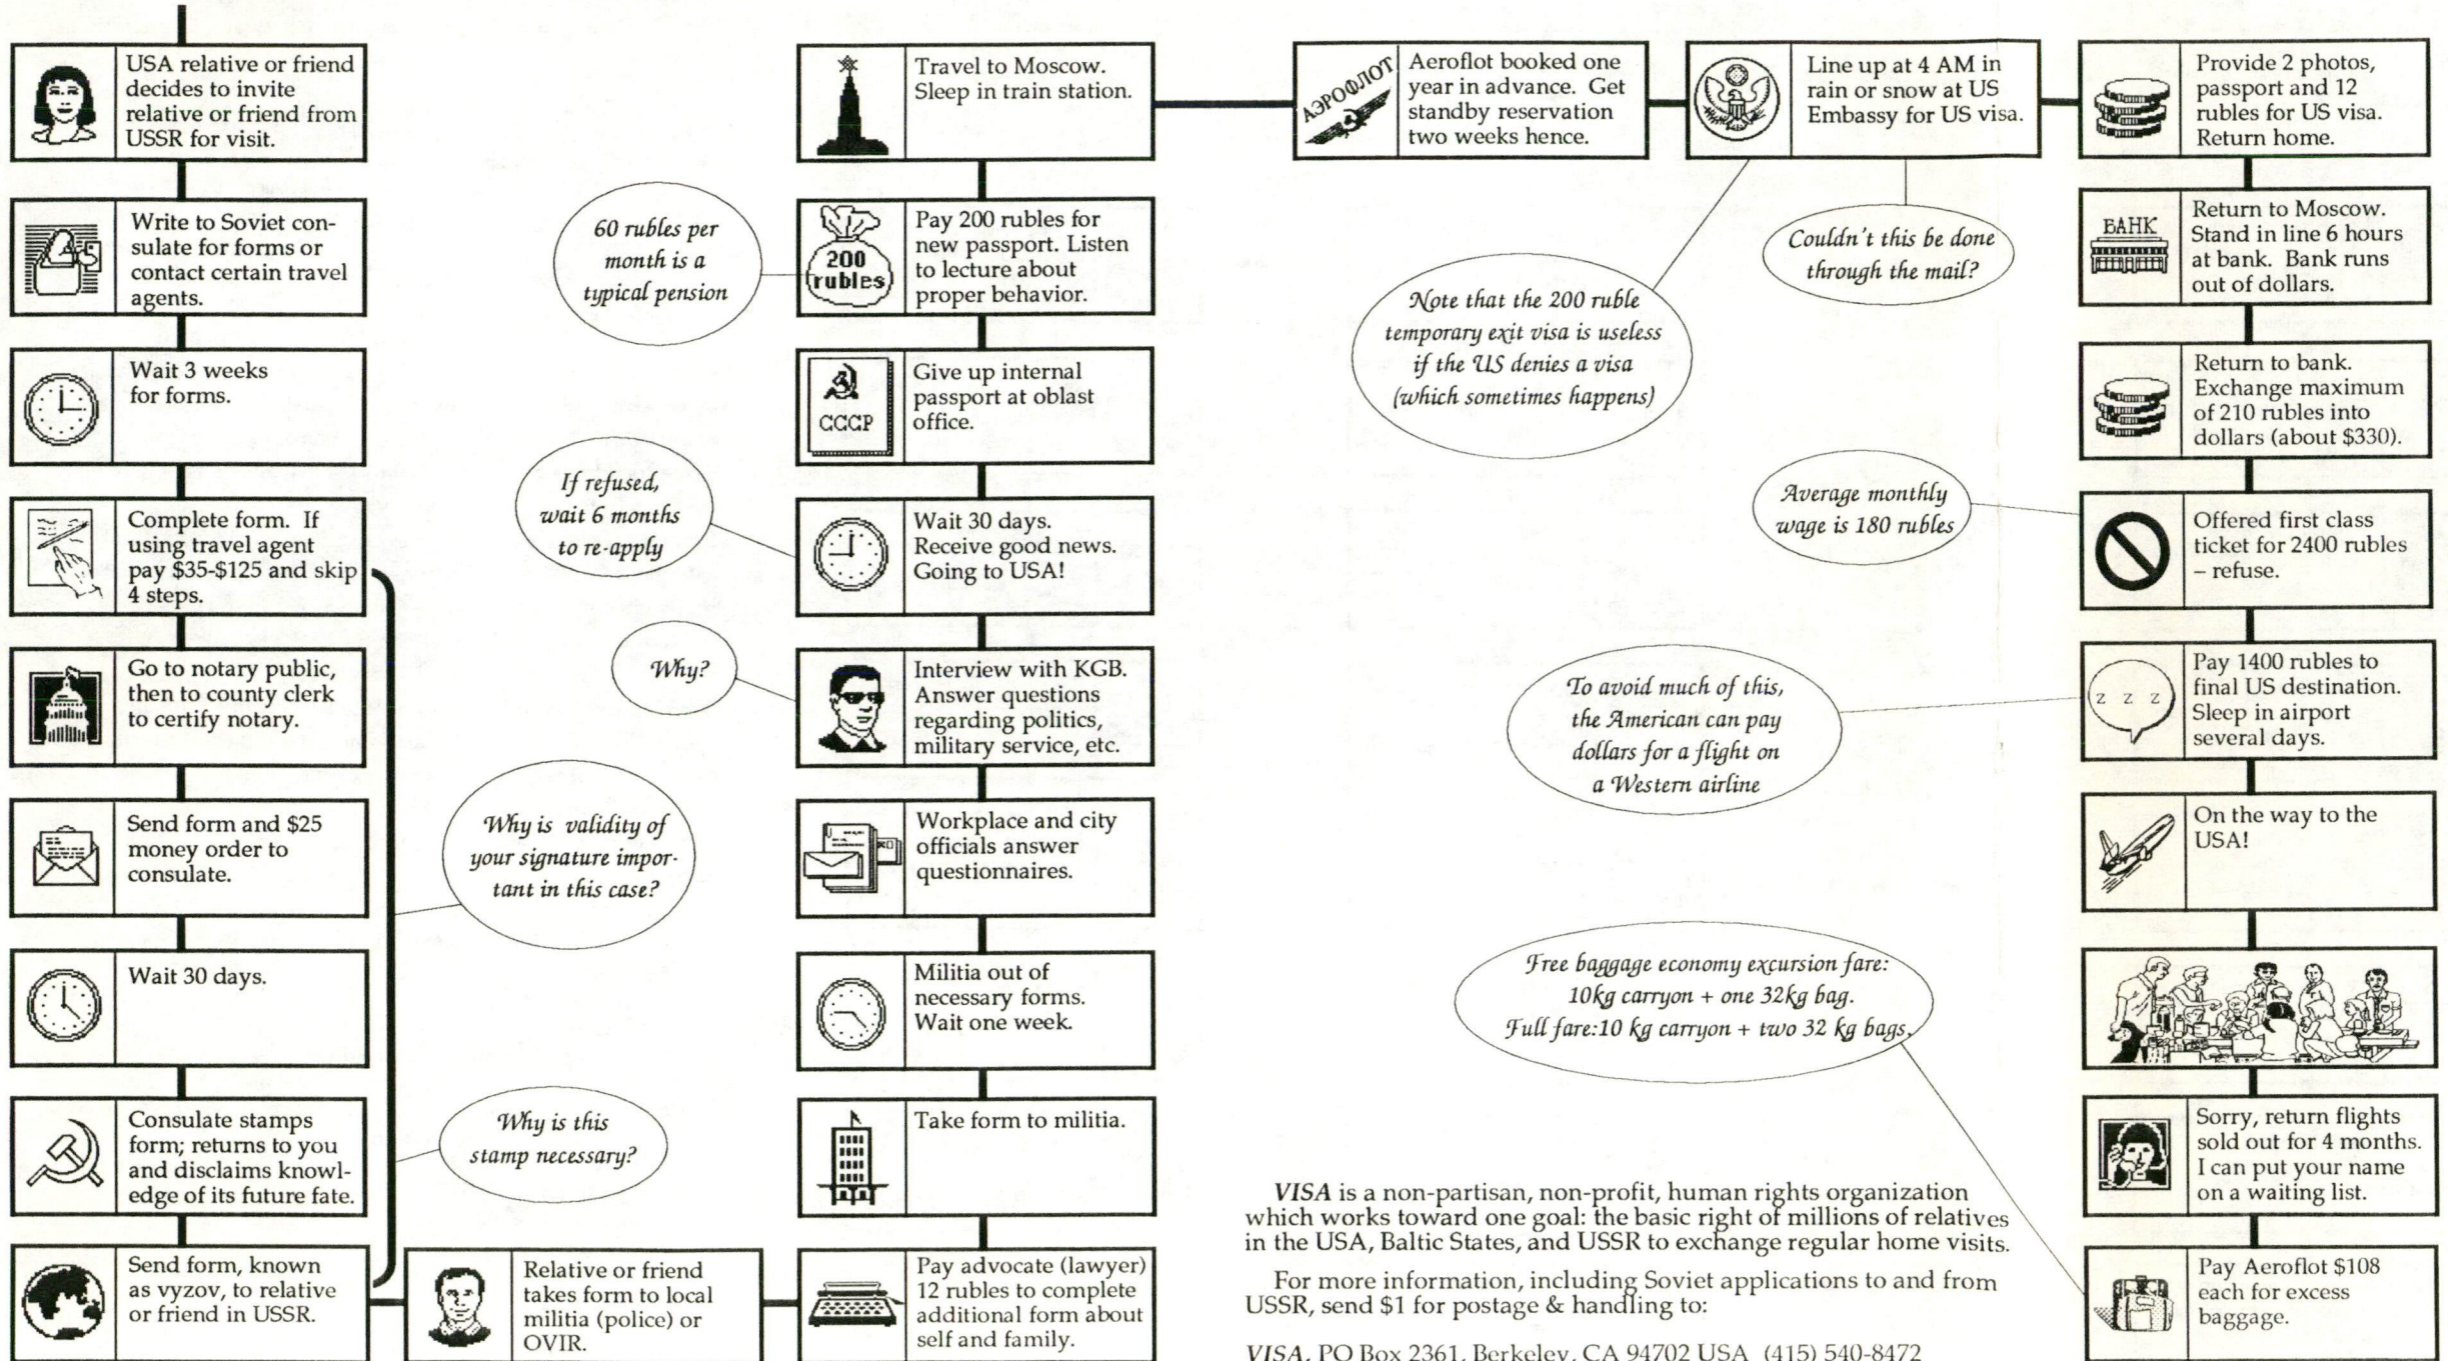 USA relative or friend
decides to invite
relative or friend from
USSR for visit.
Write to Soviet con-
sulate for forms or
contact certain travel
agents.
Wait 3 weeks
for forms.
Complete form. If
using travel agent
pay $35-$125 and skip
4 steps.
Go to notary public,
then to county clerk
to certify notary.
Send form and $25
money order to
consulate.
Why is validity of
your signature impor-
tant in this case?
Wait 30 days.
Consulate stamps
form; returns to you
and disclaims knowl-
edge of its future fate.
Why is this
stamp necessary?
Send form, known
as vyzov, to relative
or friend in USSR.
Relative or friend
takes form to local
militia (police) or
OVIR.
Pay advocate (lawyer)
12 rubles to complete
additional form about
self and family.
Take form to militia.
Militia out of
necessary forms.
Wait one week.
Workplace and city
officials answer
questionnaires.
Interview with KGB.
Answer questions
regarding politics,
military service, etc.
Why?
Wait 30 days.
Receive good news.
Going to USA!
If refused,
wait 6 months
to re-apply
СССР
Give up internal
passport at oblast
office.
200
rubles
Pay 200 rubles for
new passport. Listen
to lecture about
proper behavior.
60 rubles per
month is a
typical pension
Travel to Moscow.
Sleep in train station.
АЭРОФЛОТ
Aeroflot booked one
year in advance. Get
standby reservation
two weeks hence.
Line up at 4 AM in
rain or snow at US
Embassy for US visa.
Note that the 200 ruble
temporary exit visa is useless
if the US denies a visa
(which sometimes happens)
Couldn't this be done
through the mail?
Provide 2 photos,
passport and 12
rubles for US visa.
Return home.
БАНК
Return to Moscow.
Stand in line 6 hours
at bank. Bank runs
out of dollars.
Return to bank.
Exchange maximum
of 210 rubles into
dollars (about $330).
Average monthly
wage is 180 rubles
Offered first class
ticket for 2400 rubles
– refuse.
z z z
Pay 1400 rubles to
final US destination.
Sleep in airport
several days.
To avoid much of this,
the American can pay
dollars for a flight on
a Western airline
On the way to the
USA!
Sorry, return flights
sold out for 4 months.
I can put your name
on a waiting list.
Free baggage economy excursion fare:
10kg carryon + one 32kg bag.
Full fare:10 kg carryon + two 32 kg bags.
Pay Aeroflot $108
each for excess
baggage.
VISA is a non-partisan, non-profit, human rights organization
which works toward one goal: the basic right of millions of relatives
in the USA, Baltic States, and USSR to exchange regular home visits.
For more information, including Soviet applications to and from
USSR, send $1 for postage & handling to:
VISA, PO Box 2361, Berkeley, CA 94702 USA (415) 540-8472